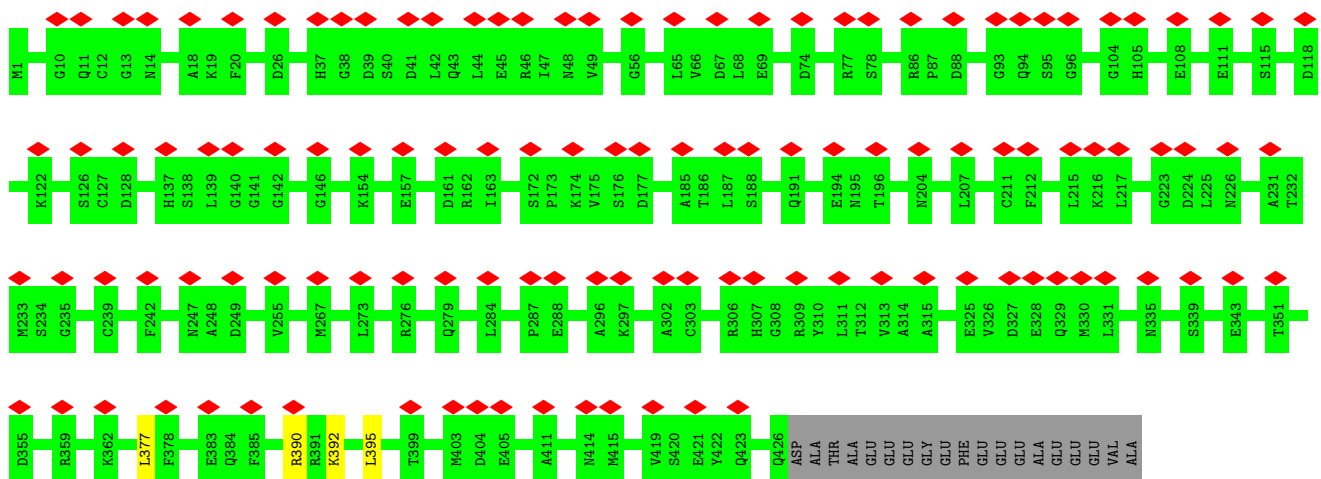 M1 G10 Q11 C12 G13 N14 A18 K19 F20 D26 H37 G38 D39 S40 D41 L42 Q43 L44 E45 R46 I47 N48 V49 G56 L65 V66 D67 L68 E69 D74 R77 S78 R86 P87 D88 G93 Q94 S95 G96 G104 H105 E108 E111 S115 D118
K122 S126 C127 D128 H137 S138 L139 G140 G141 G142 G146 K154 E157 D161 R162 I163 S172 P173 K174 V175 S176 D177 A185 T186 L187 S188 Q191 E194 N195 T196 N204 L207 C211 F212 L215 K216 L217 G223 D224 L225 N226 A231 T232
M233 S234 G235 C239 F242 N247 A248 D249 V255 M267 L273 R276 Q279 L284 P287 E288 A296 K297 A302 C303 R306 H307 G308 R309 Y310 L311 T312 V313 A314 A315 E325 V326 D327 E328 Q329 M330 L331 N335 S339 E343 T351
D355 R359 K362 L377 F378 E383 Q384 F385 R390 R391 K392 L395 T399 M403 D404 E405 A411 N414 M415 V419 S420 E421 Y422 Q423 Q426 ASP ALA THR ALA GLU GLU GLU GLY GLU PHE GLU GLU GLU ALA GLU GLU GLU VAL ALA